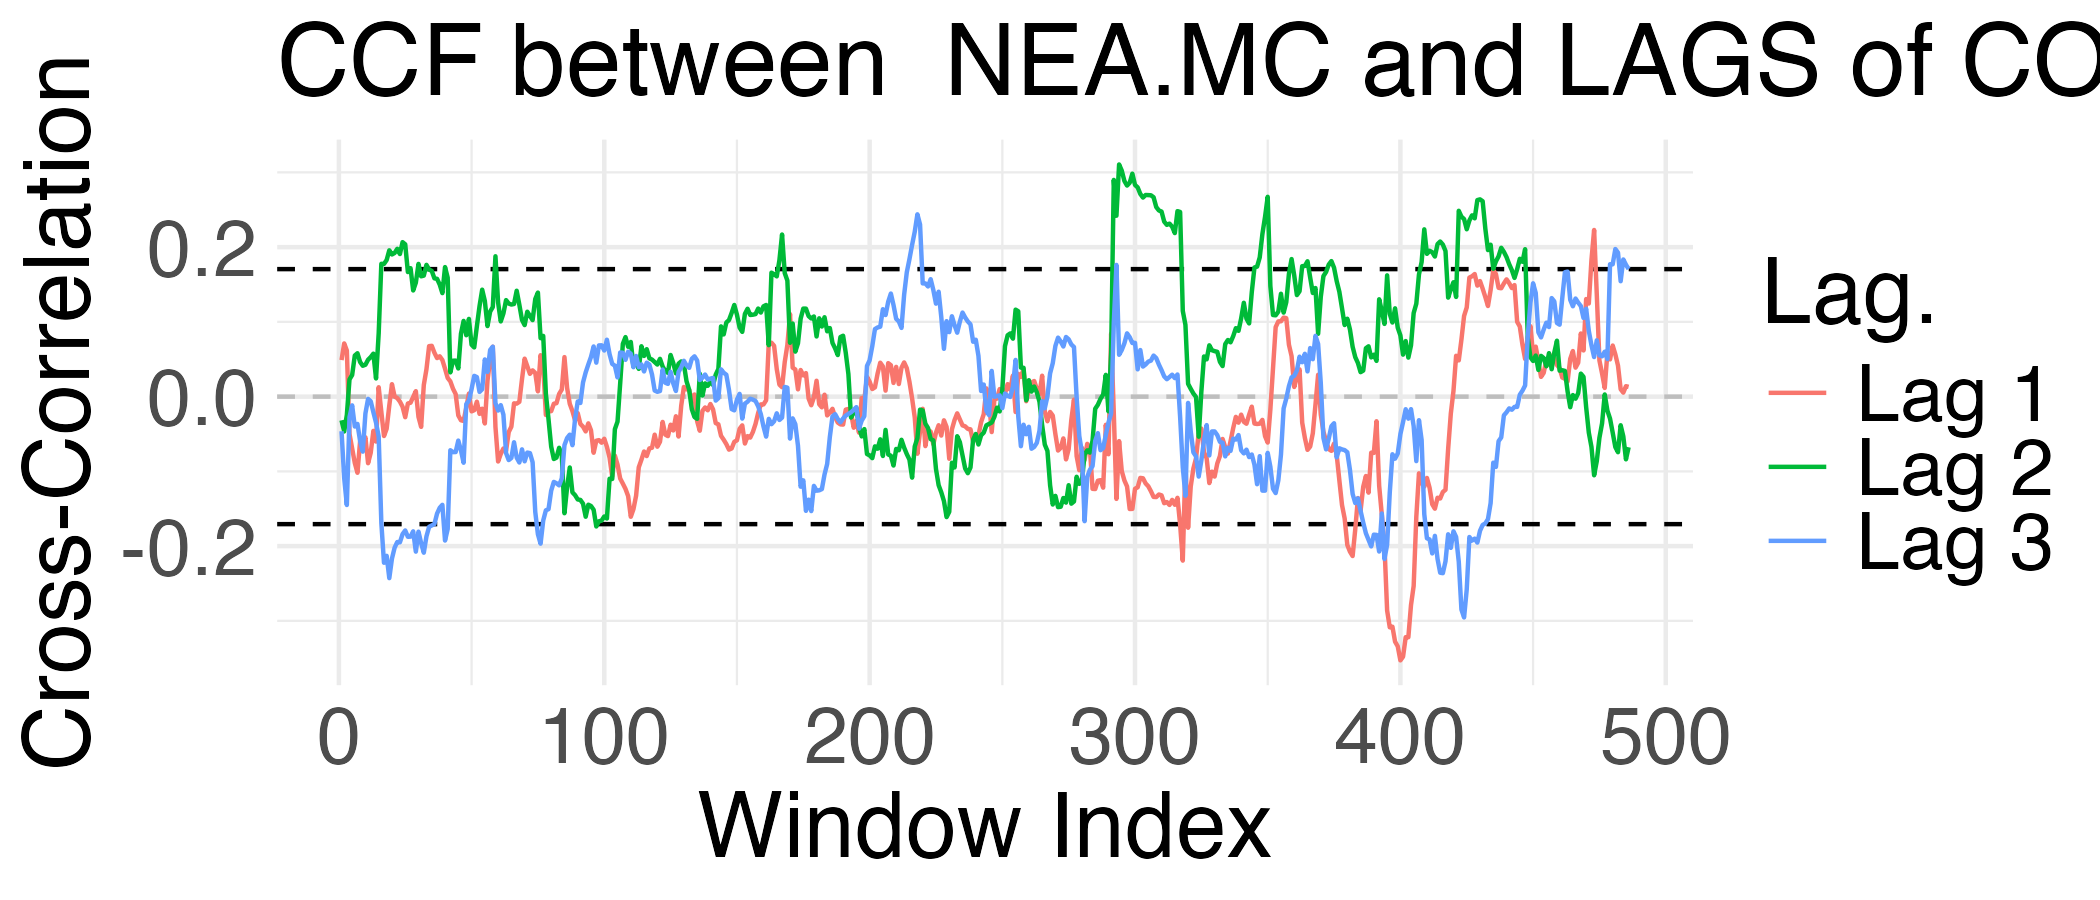 CCF between  NEA.MC and LAGS of CO
Cross-Correlation
0.2
0.0
-0.2
0 100 200 300 400 500
Window Index
Lag.
Lag 1
Lag 2
Lag 3